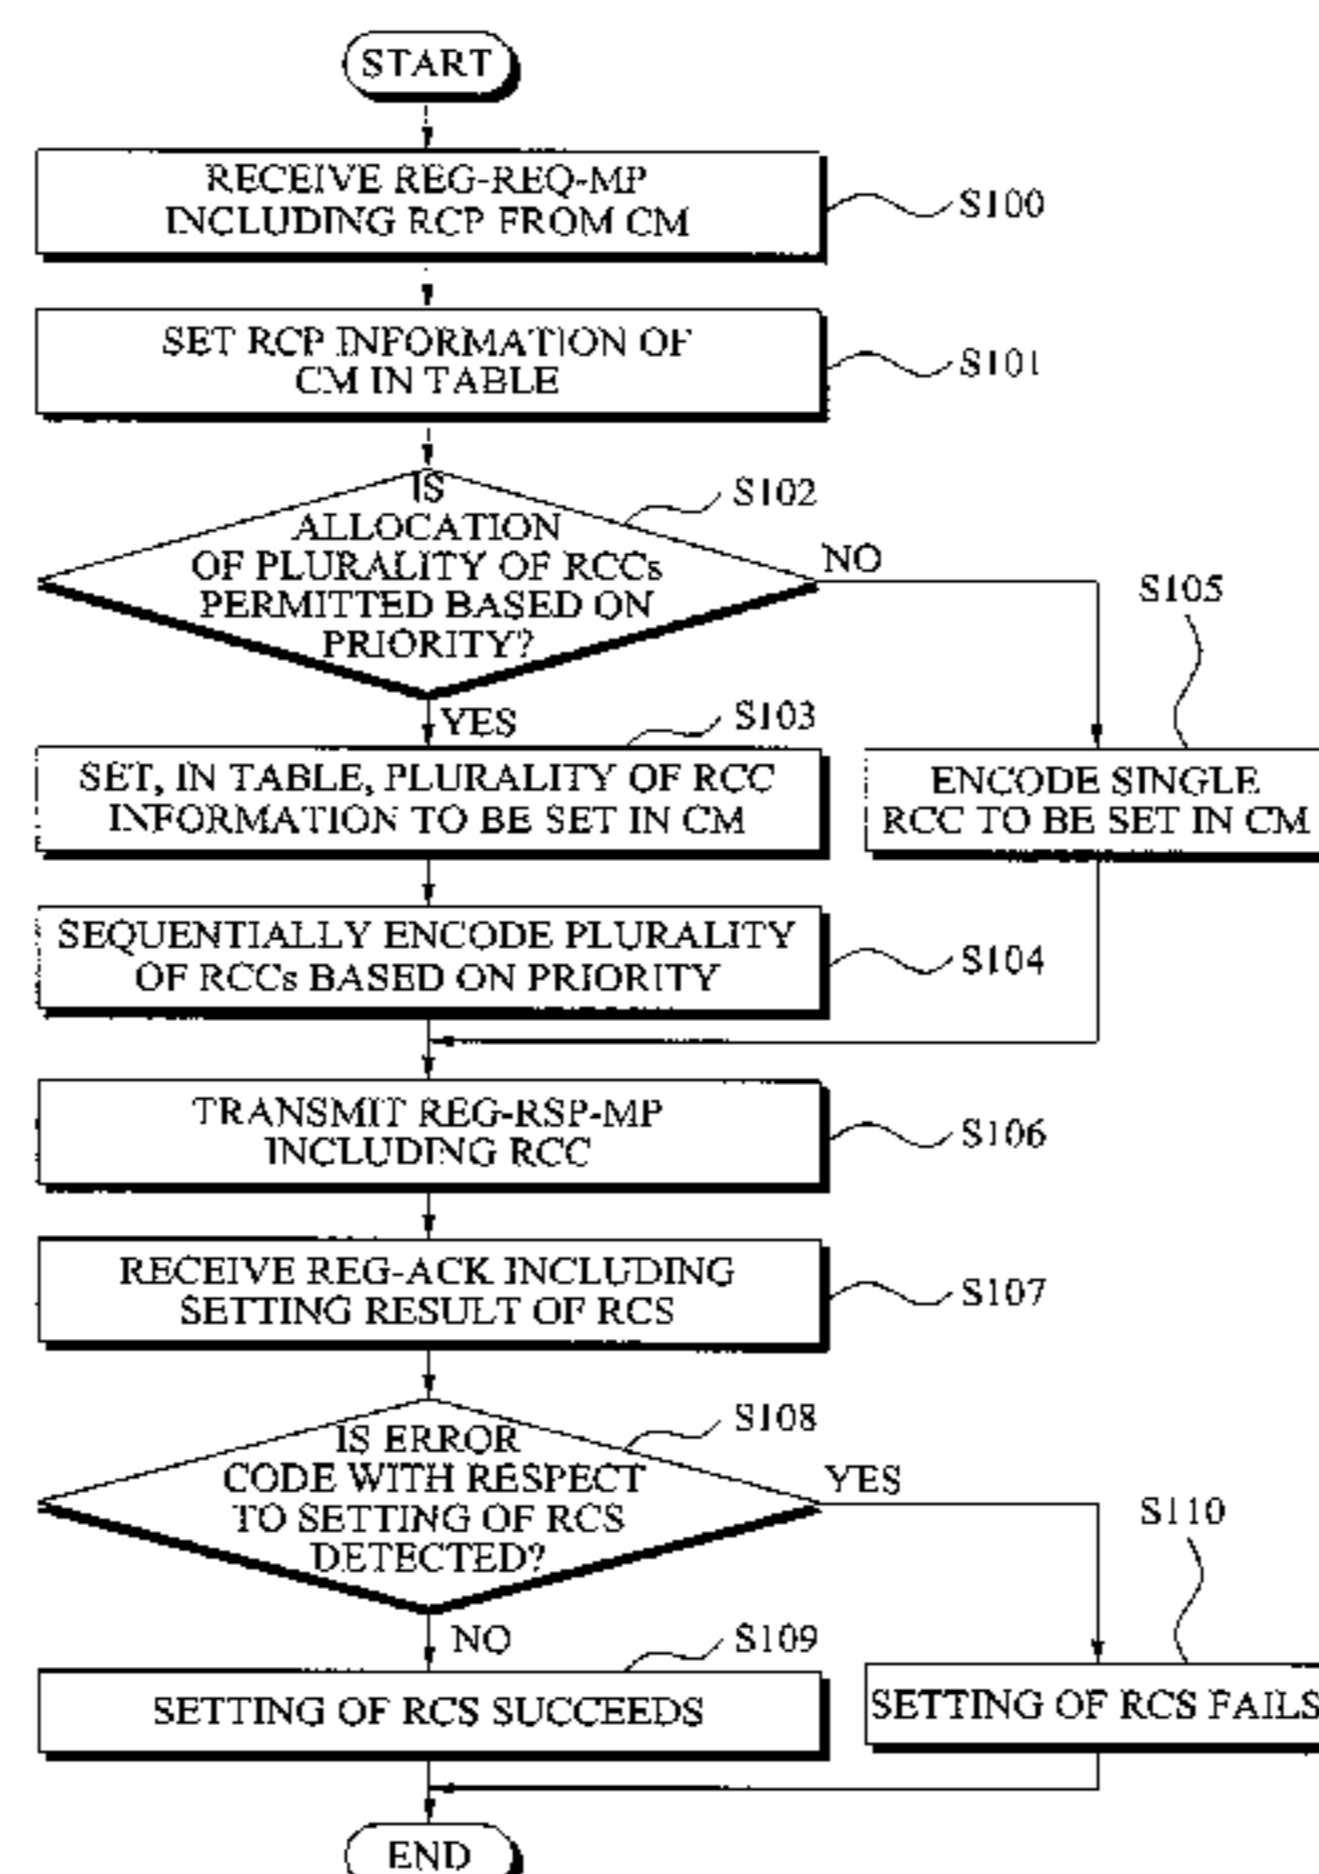 START
RECEIVE REG-REQ-MP
INCLUDING RCP FROM CM
S100
SET RCP INFORMATION OF
CM IN TABLE
S101
IS
ALLOCATION
OF PLURALITY OF RCCs
PERMITTED BASED ON
PRIORITY?
S102
NO
YES
S103
SET, IN TABLE, PLURALITY OF RCC
INFORMATION TO BE SET IN CM
S105
ENCODE SINGLE
RCC TO BE SET IN CM
SEQUENTIALLY ENCODE PLURALITY
OF RCCs BASED ON PRIORITY
S104
TRANSMIT REG-RSP-MP
INCLUDING RCC
S106
RECEIVE REG-ACK INCLUDING
SETTING RESULT OF RCS
S107
IS ERROR
CODE WITH RESPECT
TO SETTING OF RCS
DETECTED?
S108
YES
NO
S109
SETTING OF RCS SUCCEEDS
S110
SETTING OF RCS FAILS
END